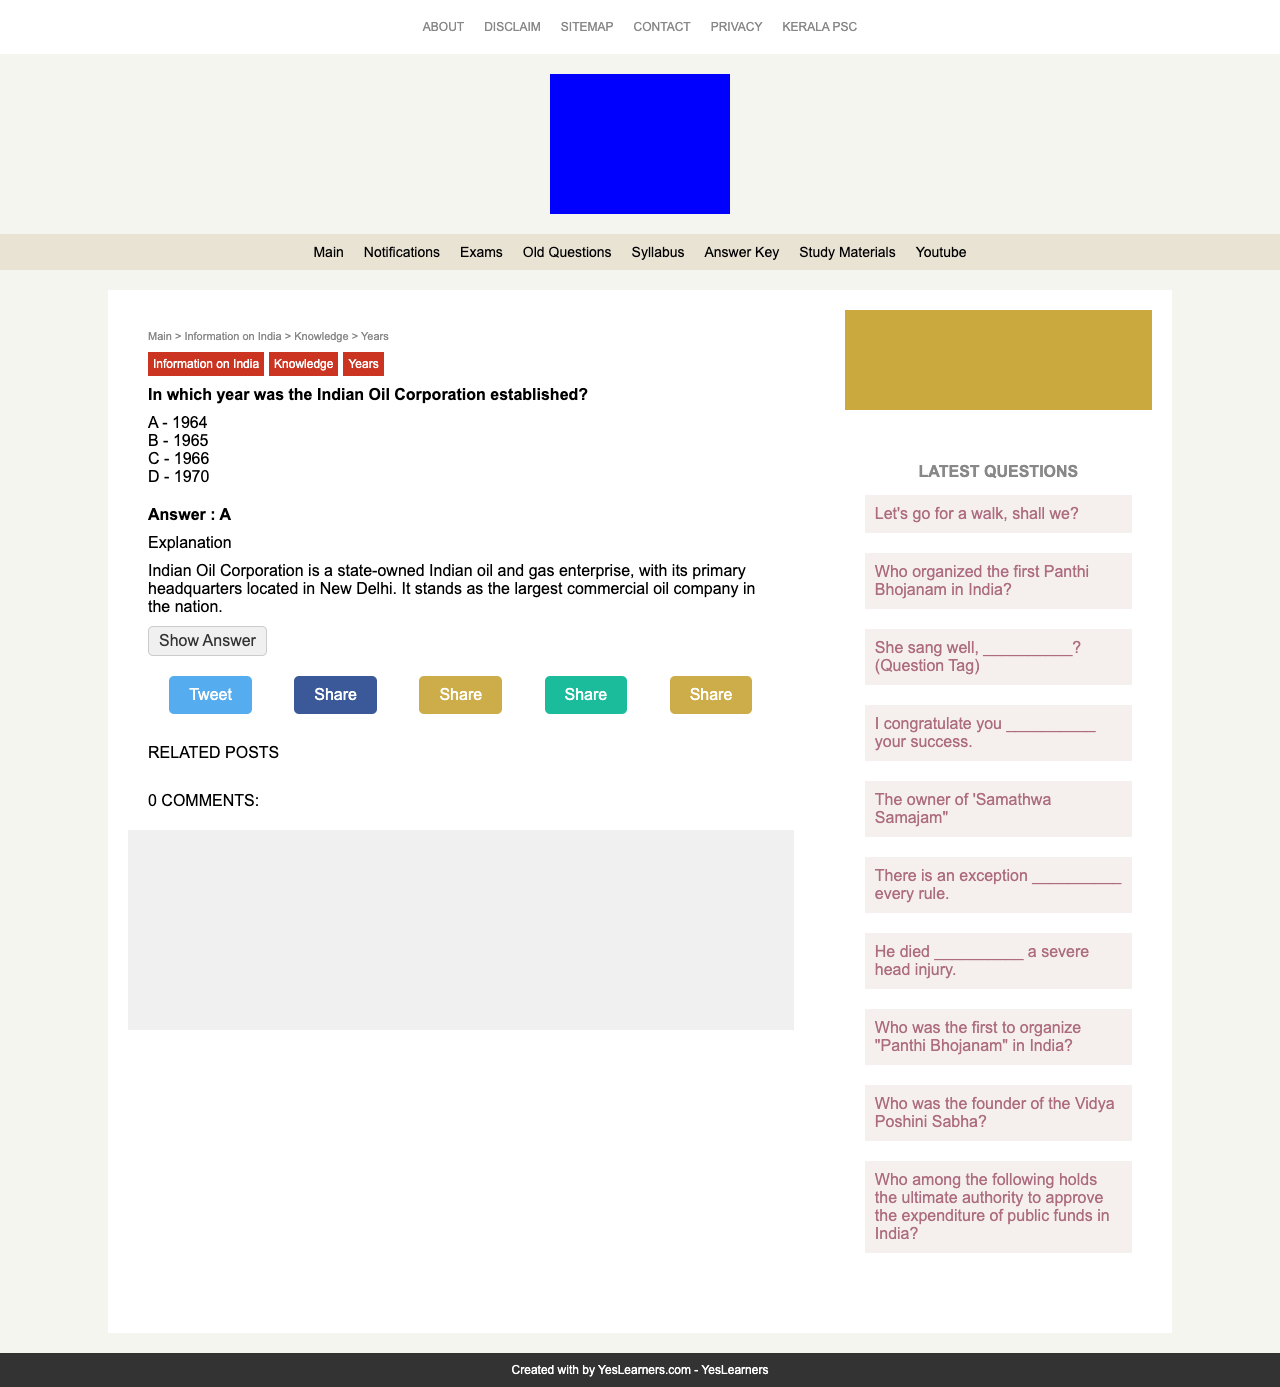 ABOUT DISCLAIM SITEMAP CONTACT PRIVACY KERALA PSC
Main Notifications Exams Old Questions Syllabus Answer Key Study Materials Youtube
Main > Information on India > Knowledge > Years
Information on India Knowledge Years
In which year was the Indian Oil Corporation established?
A - 1964
B - 1965
C - 1966
D - 1970
Answer : A
Explanation
Indian Oil Corporation is a state-owned Indian oil and gas enterprise, with its primary
headquarters located in New Delhi. It stands as the largest commercial oil company in
the nation.
Show Answer
Tweet Share Share Share Share
RELATED POSTS
0 COMMENTS:
LATEST QUESTIONS
Let's go for a walk, shall we?
Who organized the first Panthi
Bhojanam in India?
She sang well, __________?
(Question Tag)
I congratulate you __________
your success.
The owner of 'Samathwa
Samajam"
There is an exception __________
every rule.
He died __________ a severe
head injury.
Who was the first to organize
"Panthi Bhojanam" in India?
Who was the founder of the Vidya
Poshini Sabha?
Who among the following holds
the ultimate authority to approve
the expenditure of public funds in
India?
Created with by YesLearners.com - YesLearners